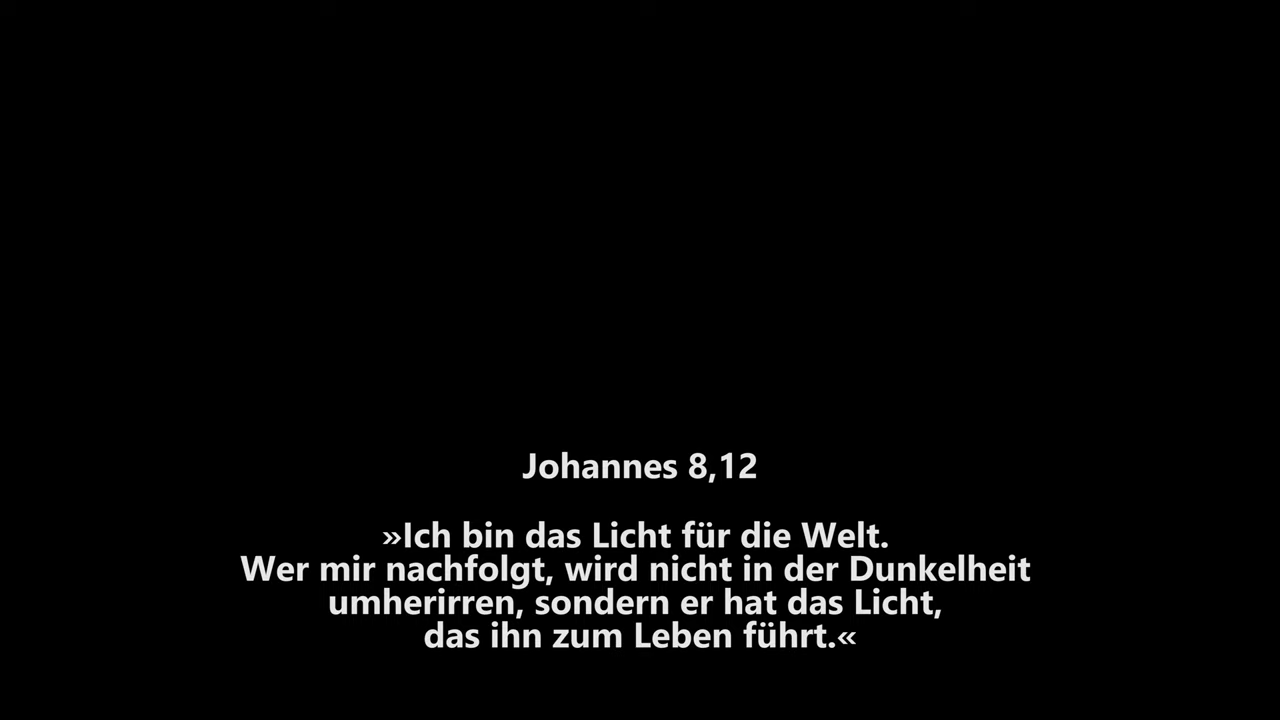 Johannes 8,12
»Ich bin das Licht für die Welt.
Wer mir nachfolgt, wird nicht in der Dunkelheit
umherirren, sondern er hat das Licht,
das ihn zum Leben führt.«